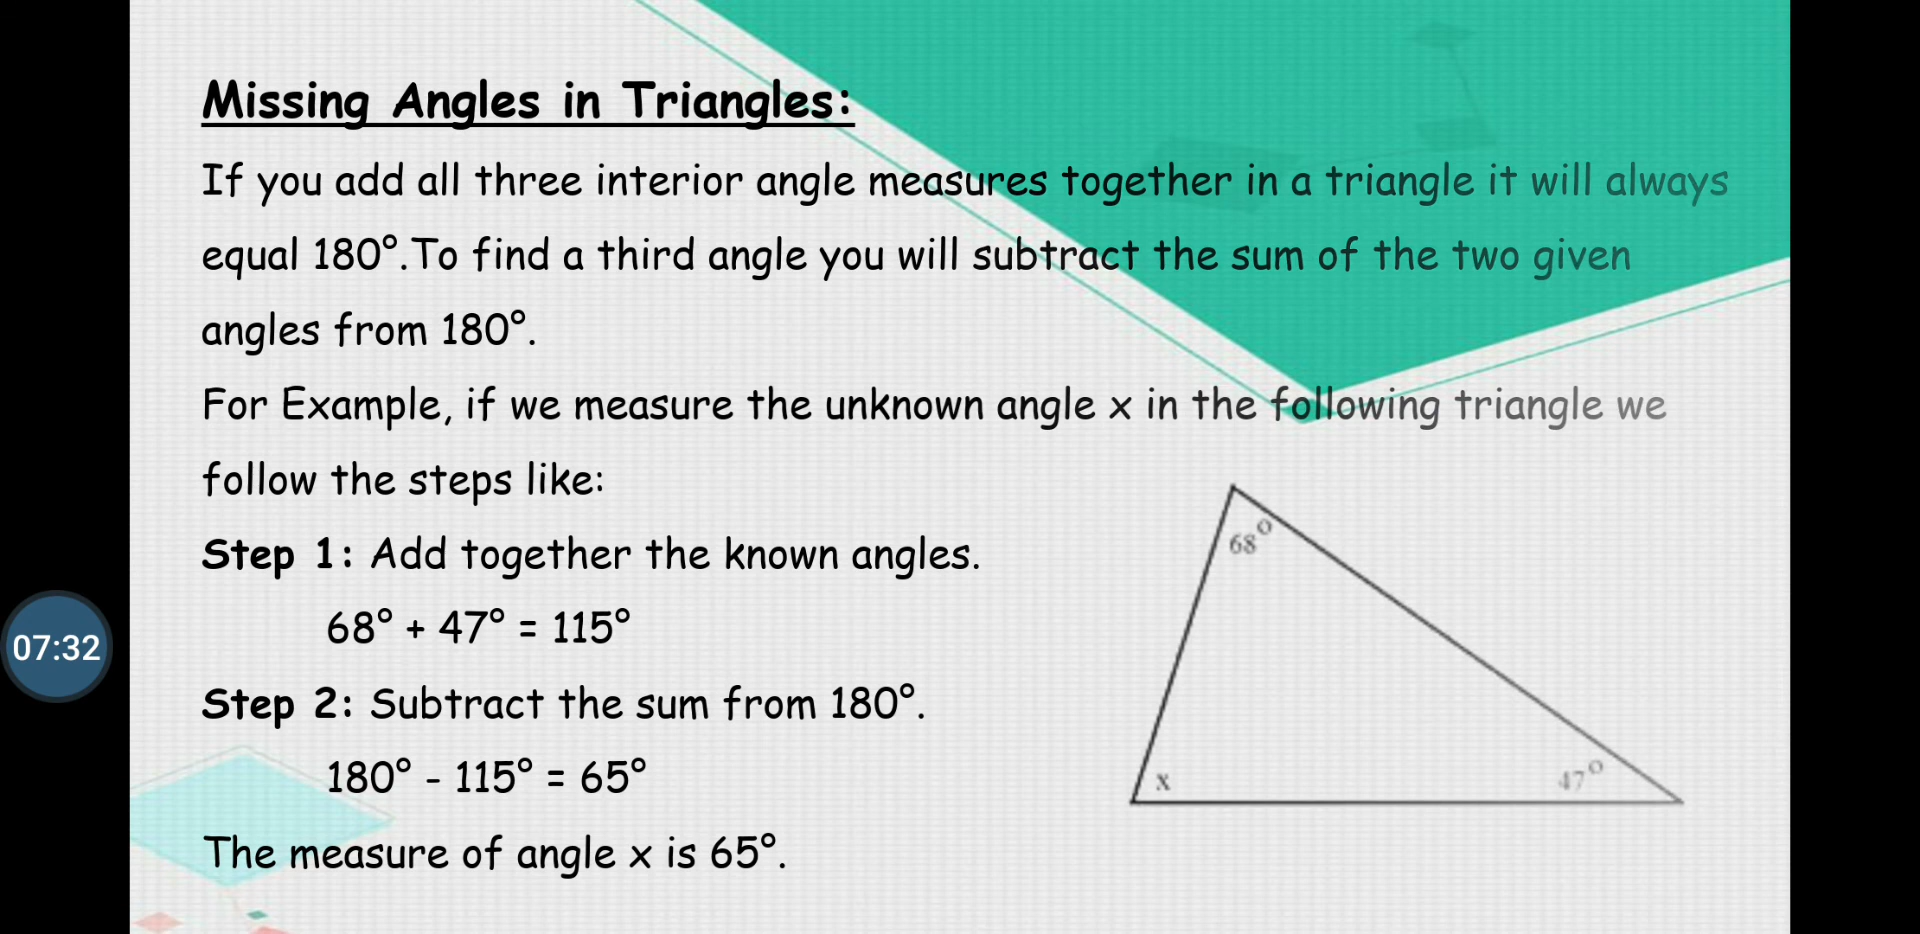 Missing Angles in Triangles:
If you add all three interior angle measures together in a triangle it will always
equal 180°.To find a third angle you will subtract the sum of the two given
angles from 180°.
For Example, if we measure the unknown angle x in the following triangle we
follow the steps like:
Step 1: Add together the known angles.
68° + 47° = 115°
Step 2: Subtract the sum from 180°.
180° - 115° = 65°
The measure of angle x is 65°.
68°
x
47°
07:32